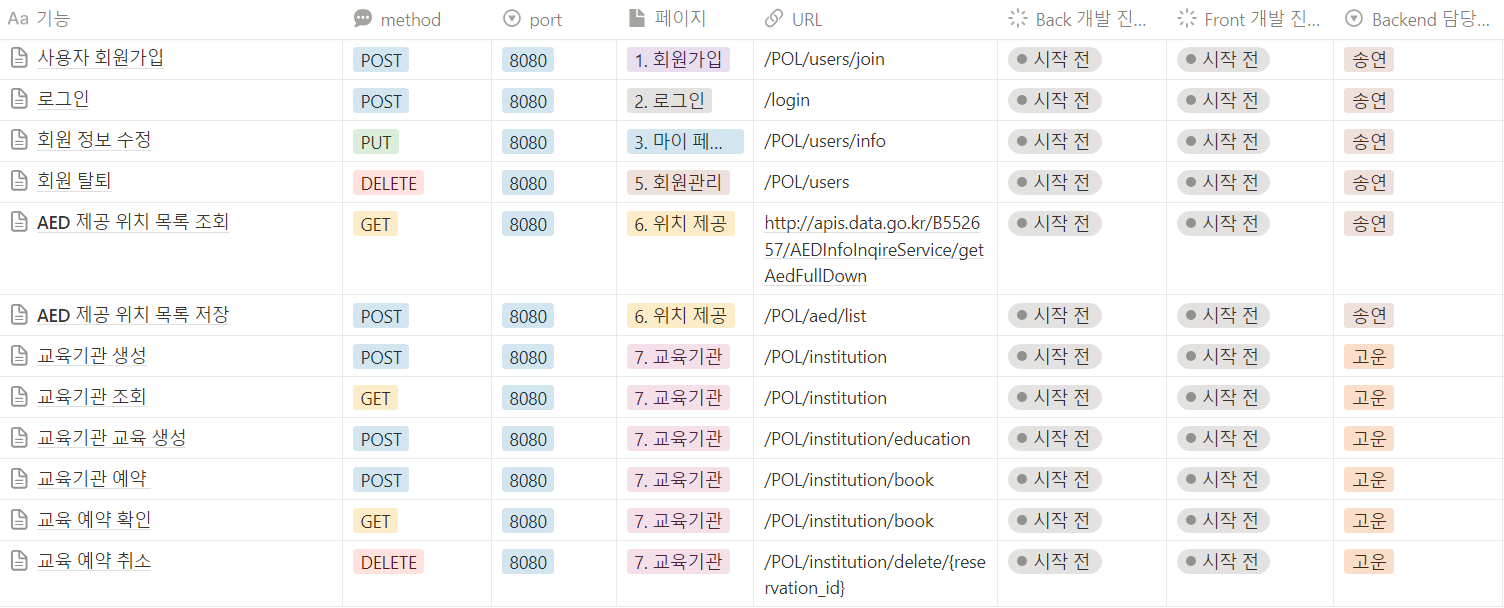 Aa 기능 method port 페이지 URL Back 개발 진... Front 개발 진... Backend 담당...
사용자 회원가입 POST 8080 1. 회원가입 /POL/users/join 시작 전 시작 전 송연
로그인 POST 8080 2. 로그인 /login 시작 전 시작 전 송연
회원 정보 수정 PUT 8080 3. 마이 페... /POL/users/info 시작 전 시작 전 송연
회원 탈퇴 DELETE 8080 5. 회원관리 /POL/users 시작 전 시작 전 송연
AED 제공 위치 목록 조회 GET 8080 6. 위치 제공 http://apis.data.go.kr/B5526 시작 전 시작 전 송연
57/AEDInfoInqireService/get
AedFullDown
AED 제공 위치 목록 저장 POST 8080 6. 위치 제공 /POL/aed/list 시작 전 시작 전 송연
교육기관 생성 POST 8080 7. 교육기관 /POL/institution 시작 전 시작 전 고운
교육기관 조회 GET 8080 7. 교육기관 /POL/institution 시작 전 시작 전 고운
교육기관 교육 생성 POST 8080 7. 교육기관 /POL/institution/education 시작 전 시작 전 고운
교육기관 예약 POST 8080 7. 교육기관 /POL/institution/book 시작 전 시작 전 고운
교육 예약 확인 GET 8080 7. 교육기관 /POL/institution/book 시작 전 시작 전 고운
교육 예약 취소 DELETE 8080 7. 교육기관 /POL/institution/delete/{rese 시작 전 시작 전 고운
rvation_id}